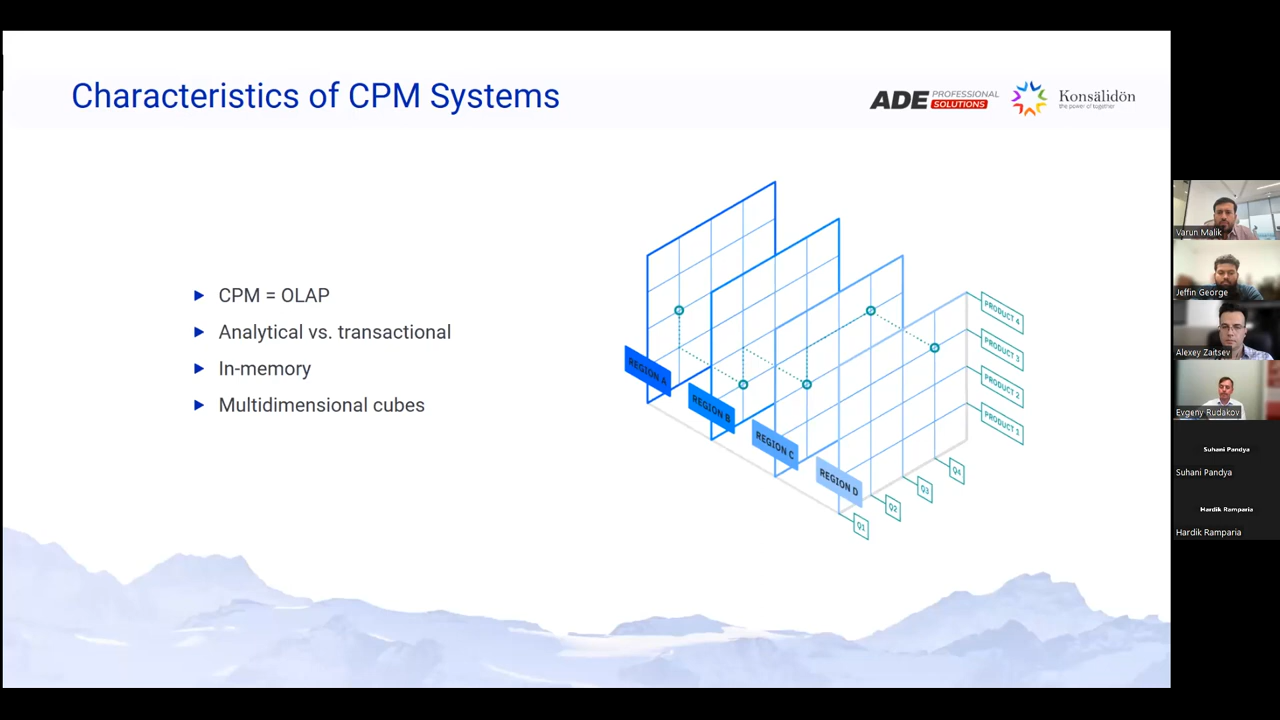 Characteristics of CPM Systems
ADE PROFESSIONAL SOLUTIONS
Konsälidön
the power of together
CPM = OLAP
Analytical vs. transactional
In-memory
Multidimensional cubes
REGION A
REGION B
REGION C
REGION D
PRODUCT 4
PRODUCT 3
PRODUCT 2
PRODUCT 1
Q4
Q3
Q2
Q1
Varun Malik
Jeffin George
Alexey Zaitsev
Evgeny Rudakov
Suhani Pandya
Suhani Pandya
Hardik Ramparia
Hardik Ramparia